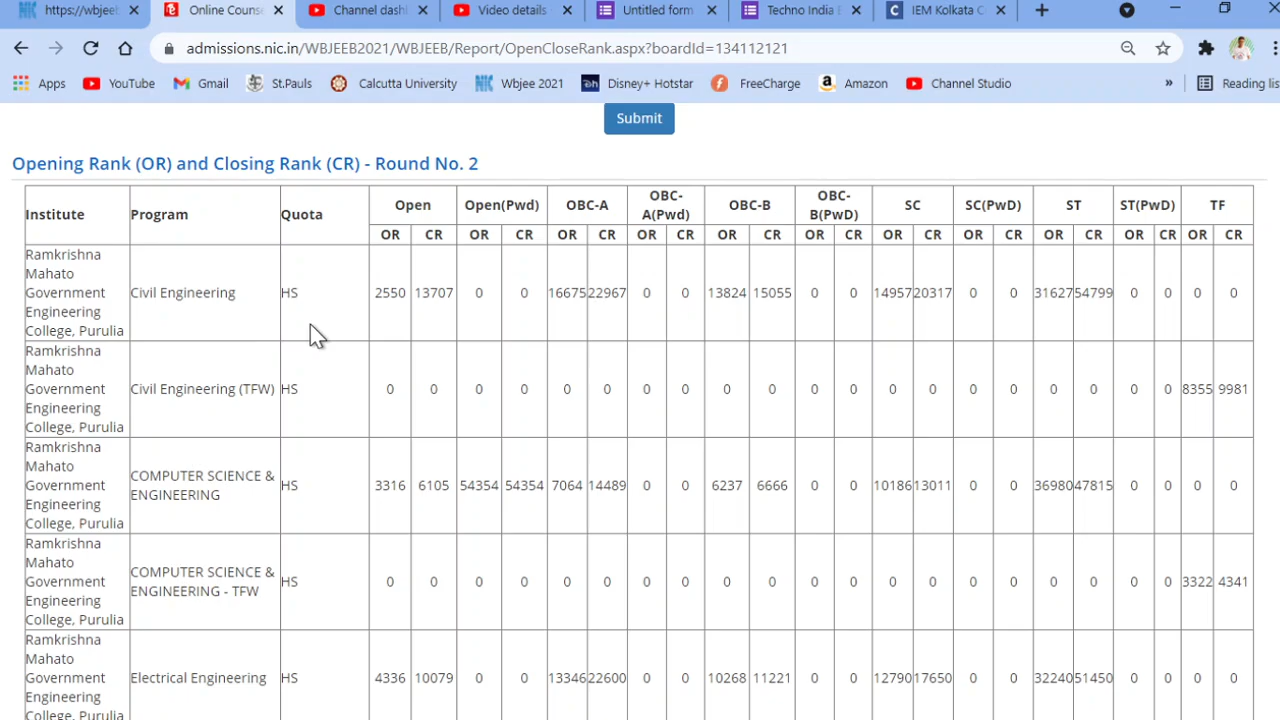 https://wbjeeb
Online Couns
Channel dash
Video details
Untitled form
Techno India B
IEM Kolkata C
admissions.nic.in/WBJEEB2021/WBJEEB/Report/OpenCloseRank.aspx?boardId=134112121
Apps YouTube Gmail St.Pauls Calcutta University NIC Wbjee 2021 Disney+ Hotstar FreeCharge Amazon Channel Studio » Reading lis
Submit
Opening Rank (OR) and Closing Rank (CR) - Round No. 2
Institute Program Quota Open Open(Pwd) OBC-A OBC-A(Pwd) OBC-B OBC-B(PwD) SC SC(PwD) ST ST(PwD) TF
OR CR OR CR OR CR OR CR OR CR OR CR OR CR OR CR OR CR OR CR OR CR
Ramkrishna
Mahato
Government
Engineering
College, Purulia
Civil Engineering HS 2550 13707 0 0 16675 22967 0 0 13824 15055 0 0 14957 20317 0 0 31627 54799 0 0 0 0
Ramkrishna
Mahato
Government
Engineering
College, Purulia
Civil Engineering (TFW) HS 0 0 0 0 0 0 0 0 0 0 0 0 0 0 0 0 0 0 0 0 8355 9981
Ramkrishna
Mahato
Government
Engineering
College, Purulia
COMPUTER SCIENCE &
ENGINEERING
HS 3316 6105 54354 54354 7064 14489 0 0 6237 6666 0 0 10186 13011 0 0 36980 47815 0 0 0 0
Ramkrishna
Mahato
Government
Engineering
College, Purulia
COMPUTER SCIENCE &
ENGINEERING - TFW
HS 0 0 0 0 0 0 0 0 0 0 0 0 0 0 0 0 0 0 0 0 3322 4341
Ramkrishna
Mahato
Government
Engineering
College, Purulia
Electrical Engineering HS 4336 10079 0 0 13346 22600 0 0 10268 11221 0 0 12790 17650 0 0 32240 51450 0 0 0 0